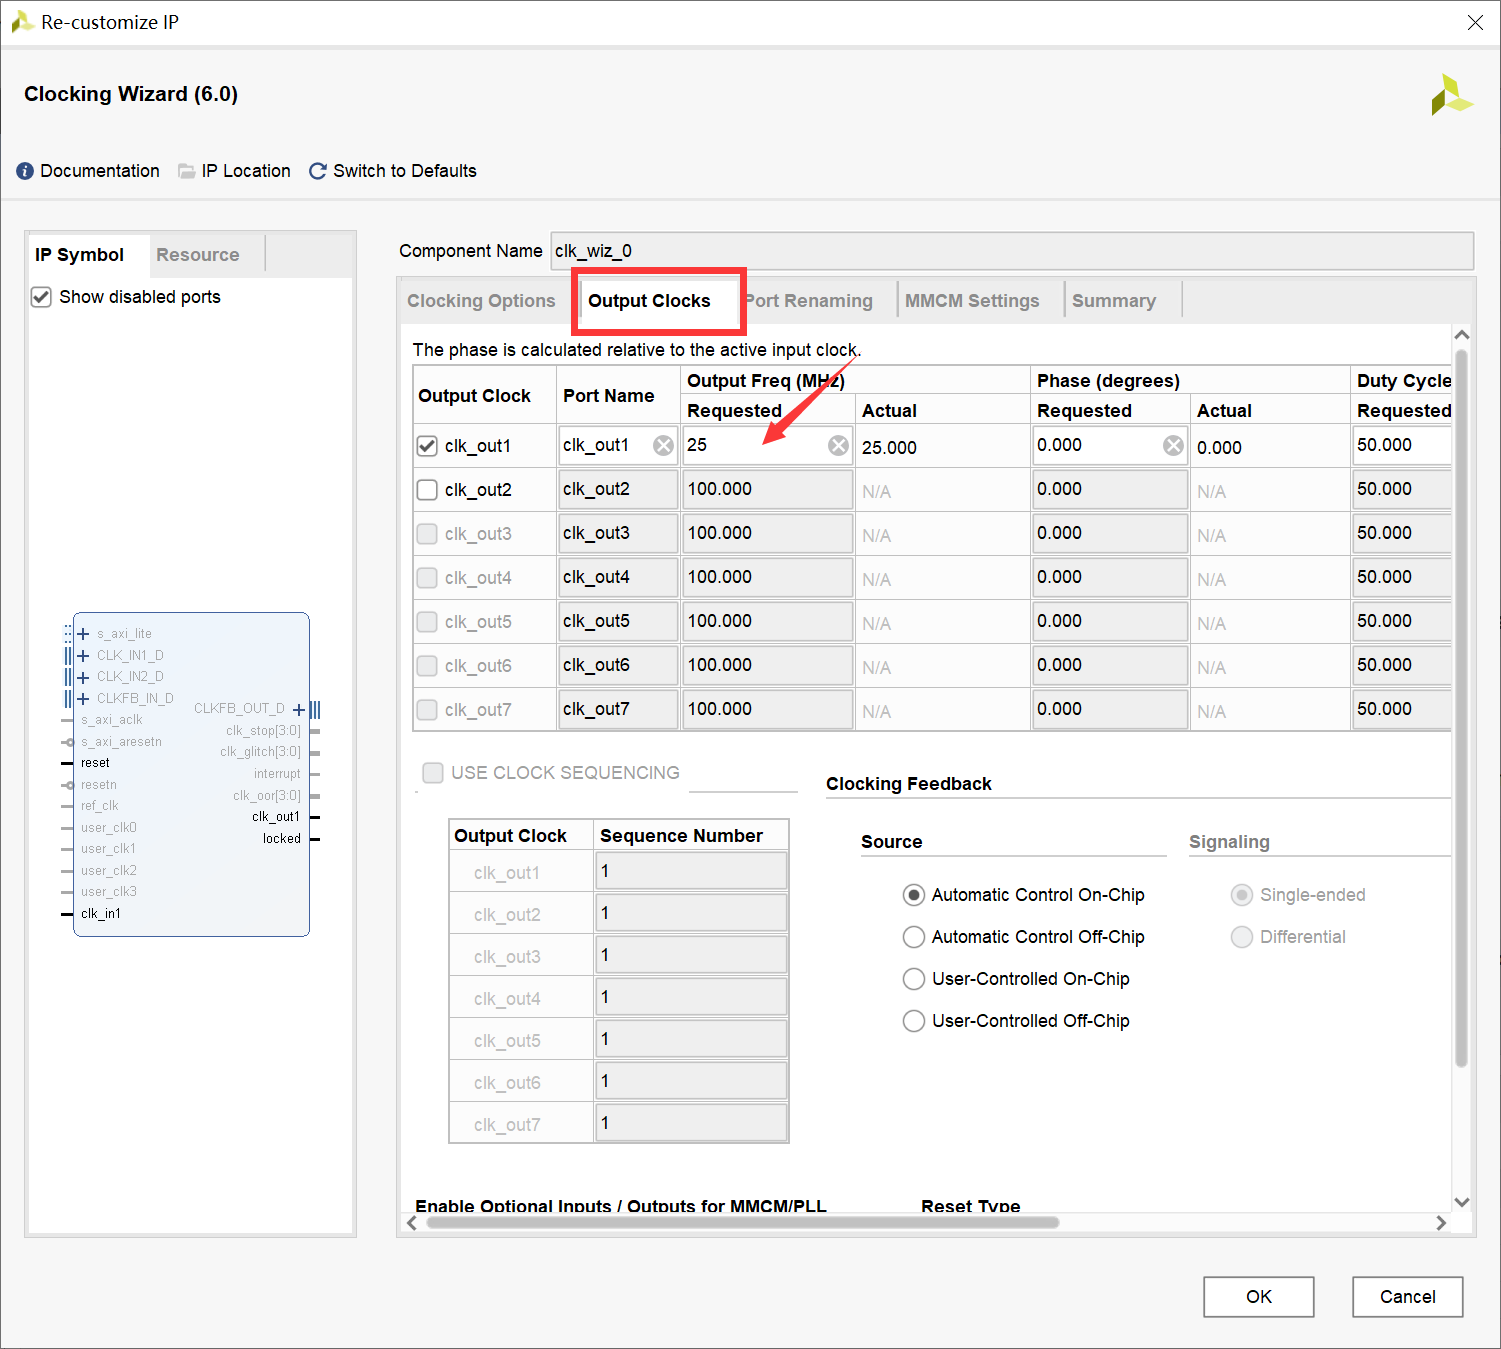 Re-customize IP
Clocking Wizard (6.0)
Documentation IP Location Switch to Defaults
IP Symbol Resource
Show disabled ports
s_axi_lite
CLK_IN1_D
CLK_IN2_D
CLKFB_IN_D
s_axi_aclk
s_axi_aresetn
reset
resetn
ref_clk
user_clk0
user_clk1
user_clk2
user_clk3
clk_in1
CLKFB_OUT_D
clk_stop[3:0]
clk_glitch[3:0]
interrupt
clk_oor[3:0]
clk_out1
locked
Component Name clk_wiz_0
Clocking Options Output Clocks Port Renaming MMCM Settings Summary
The phase is calculated relative to the active input clock.
Output Clock Port Name Output Freq (MHz) Phase (degrees) Duty Cycle
Requested Actual Requested Actual Requested
clk_out1 clk_out1 25 25.000 0.000 0.000 50.000
clk_out2 clk_out2 100.000 N/A 0.000 N/A 50.000
clk_out3 clk_out3 100.000 N/A 0.000 N/A 50.000
clk_out4 clk_out4 100.000 N/A 0.000 N/A 50.000
clk_out5 clk_out5 100.000 N/A 0.000 N/A 50.000
clk_out6 clk_out6 100.000 N/A 0.000 N/A 50.000
clk_out7 clk_out7 100.000 N/A 0.000 N/A 50.000
USE CLOCK SEQUENCING
Output Clock Sequence Number
clk_out1 1
clk_out2 1
clk_out3 1
clk_out4 1
clk_out5 1
clk_out6 1
clk_out7 1
Clocking Feedback
Source Signaling
Automatic Control On-Chip Single-ended
Automatic Control Off-Chip Differential
User-Controlled On-Chip
User-Controlled Off-Chip
Enable Optional Inputs / Outputs for MMCM/PLL Reset Type
OK Cancel